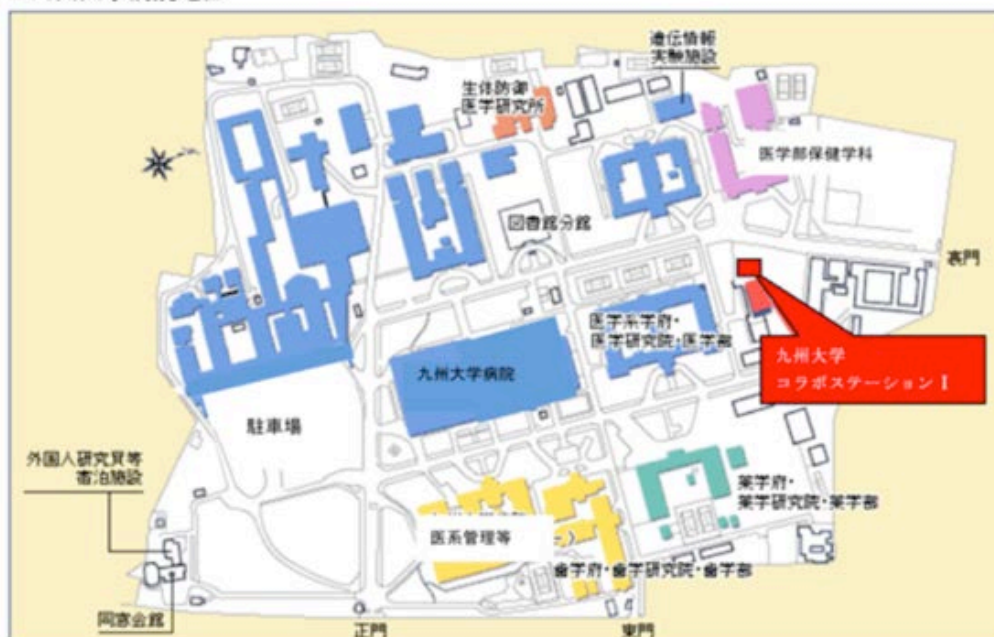 遺伝情報
実験施設
生体防御
医学研究所
医学部保健学科
図書館分館
裏門
医学系学府・
医学研究院・医学部
九州大学
コラボステーション I
九州大学病院
駐車場
外国人研究員等
宿泊施設
薬学府・
薬学研究院・薬学部
医系管理等
歯学府・歯学研究院・歯学部
同窓会館
正門
東門